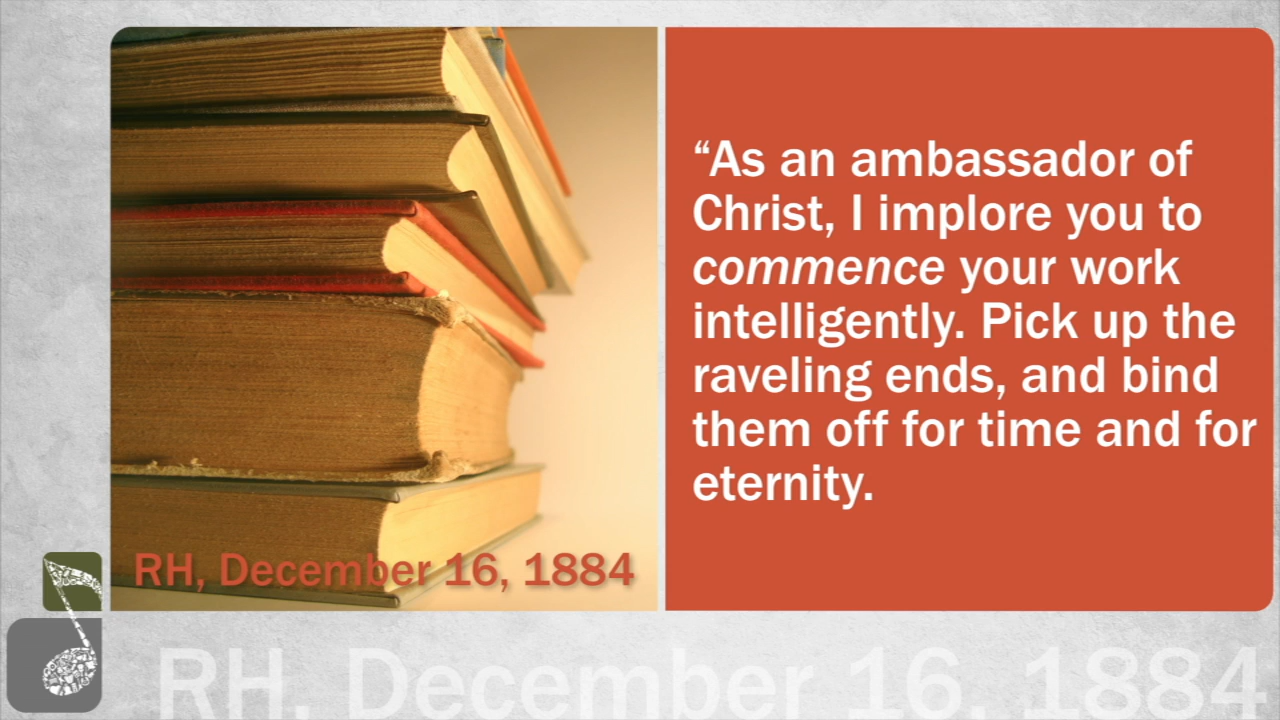 “As an ambassador of
Christ, I implore you to
commence your work
intelligently. Pick up the
raveling ends, and bind
them off for time and for
eternity.
RH, December 16, 1884
RH, December 16, 1884